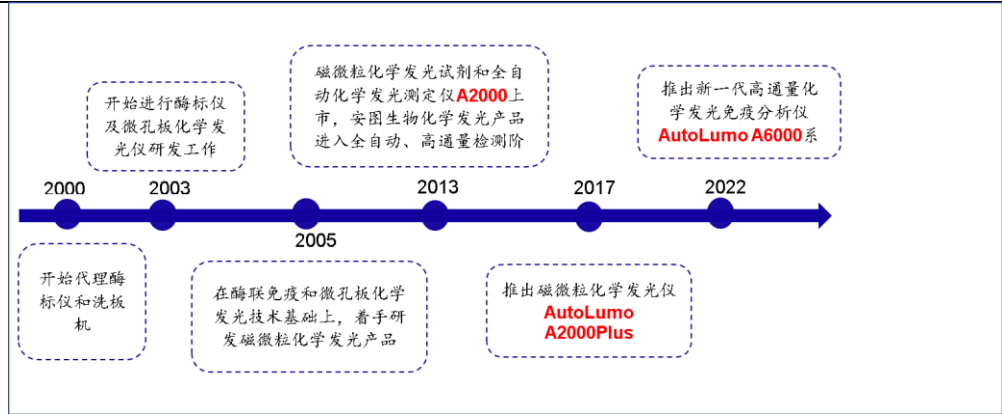 开始进行酶标仪
及微孔板化学发
光仪研发工作
磁微粒化学发光试剂和全自
动化学发光测定仪A2000上
市，安图生物化学发光产品
进入全自动、高通量检测阶
推出新一代高通量化
学发光免疫分析仪
AutoLumo A6000系
2000
2003
2005
2013
2017
2022
开始代理酶
标仪和洗板
机
在酶联免疫和微孔板化学
发光技术基础上，着手研
发磁微粒化学发光产品
推出磁微粒化学发光仪
AutoLumo
A2000Plus